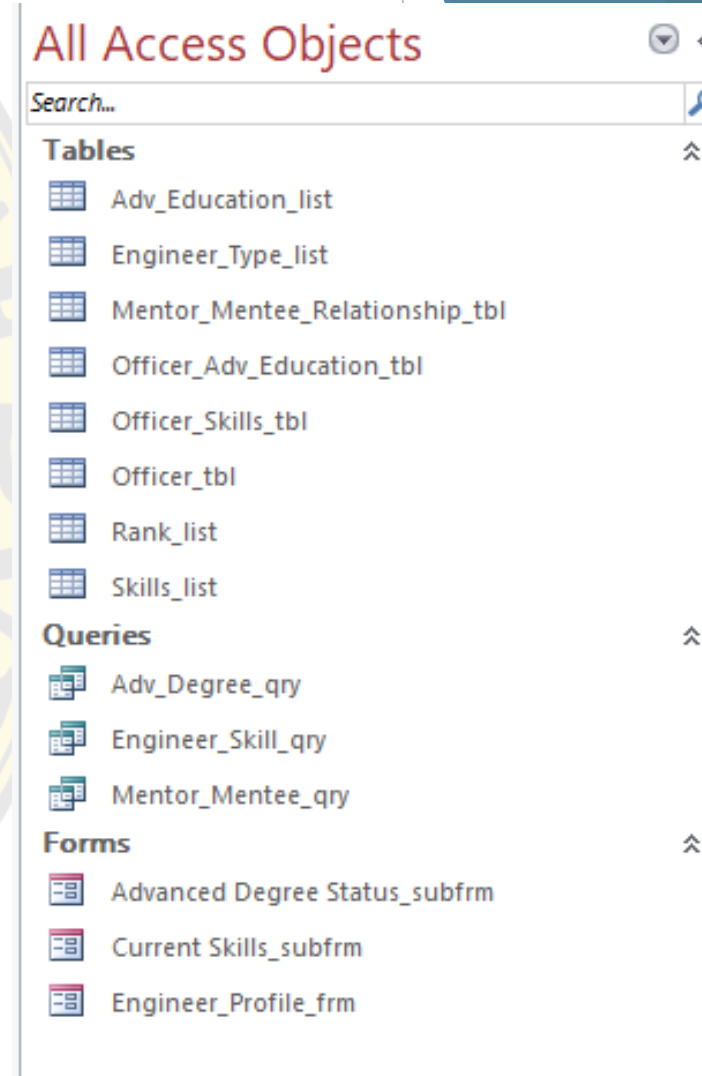 All Access Objects
Search...
Tables
Adv_Education_list
Engineer_Type_list
Mentor_Mentee_Relationship_tbl
Officer_Adv_Education_tbl
Officer_Skills_tbl
Officer_tbl
Rank_list
Skills_list
Queries
Adv_Degree_qry
Engineer_Skill_qry
Mentor_Mentee_qry
Forms
Advanced Degree Status_subfrm
Current Skills_subfrm
Engineer_Profile_frm